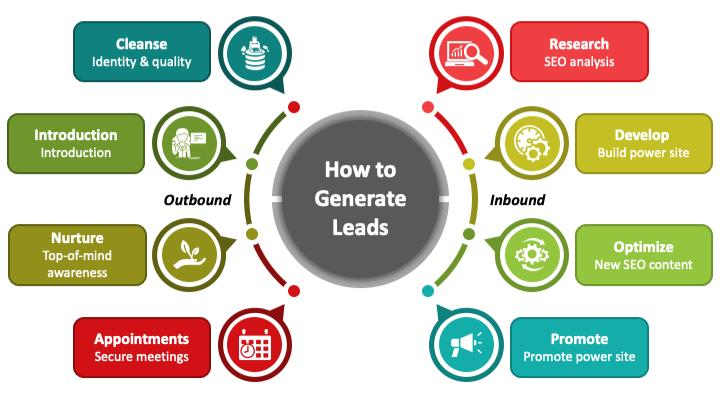 Cleanse
Identity & quality
Introduction
Introduction
Outbound
Nurture
Top-of-mind
awareness
Appointments
Secure meetings
How to
Generate
Leads
Research
SEO analysis
Develop
Build power site
Inbound
Optimize
New SEO content
Promote
Promote power site